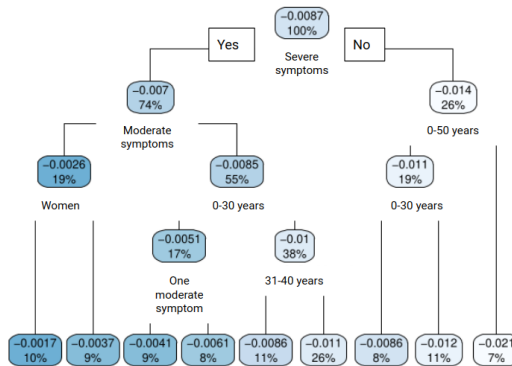 −0.0087
100%
Yes
No
Severe
symptoms
−0.007
74%
−0.014
26%
Moderate
symptoms
0-50 years
−0.0026
19%
−0.0085
55%
−0.011
19%
Women
0-30 years
0-30 years
−0.0051
17%
−0.01
38%
One
moderate
symptom
31-40 years
−0.0017
10%
−0.0037
9%
−0.0041
9%
−0.0061
8%
−0.0086
11%
−0.011
26%
−0.0086
8%
−0.012
11%
−0.021
7%